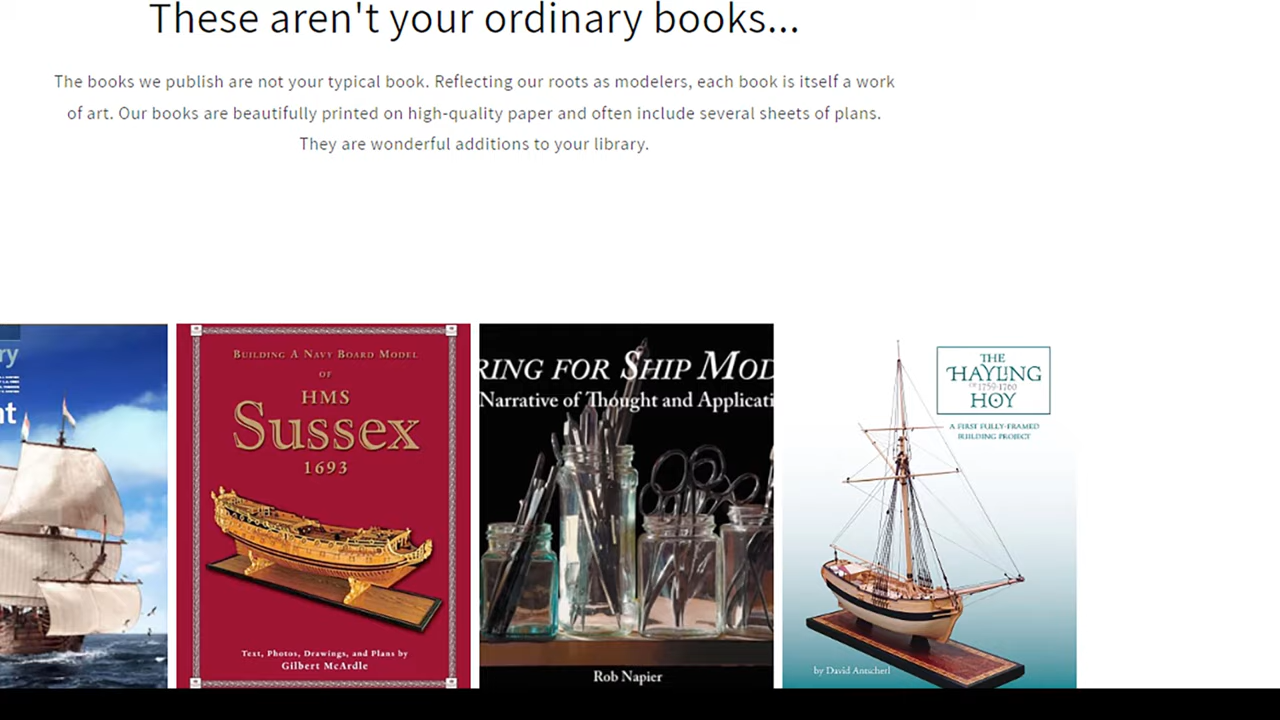 These aren't your ordinary books...
The books we publish are not your typical book. Reflecting our roots as modelers, each book is itself a work
of art. Our books are beautifully printed on high-quality paper and often include several sheets of plans.
They are wonderful additions to your library.
ry
t
BUILDING A NAVY BOARD MODEL
OF
HMS
Sussex
1693
Text, Photos, Drawings, and Plans by
Gilbert McArdle
RING FOR SHIP MOD
Narrative of Thought and Applicati
Rob Napier
THE
HAYLING
OF 1759-1760
HOY
A FIRST FULLY-FRAMED
BUILDING PROJECT
by David Antscherl